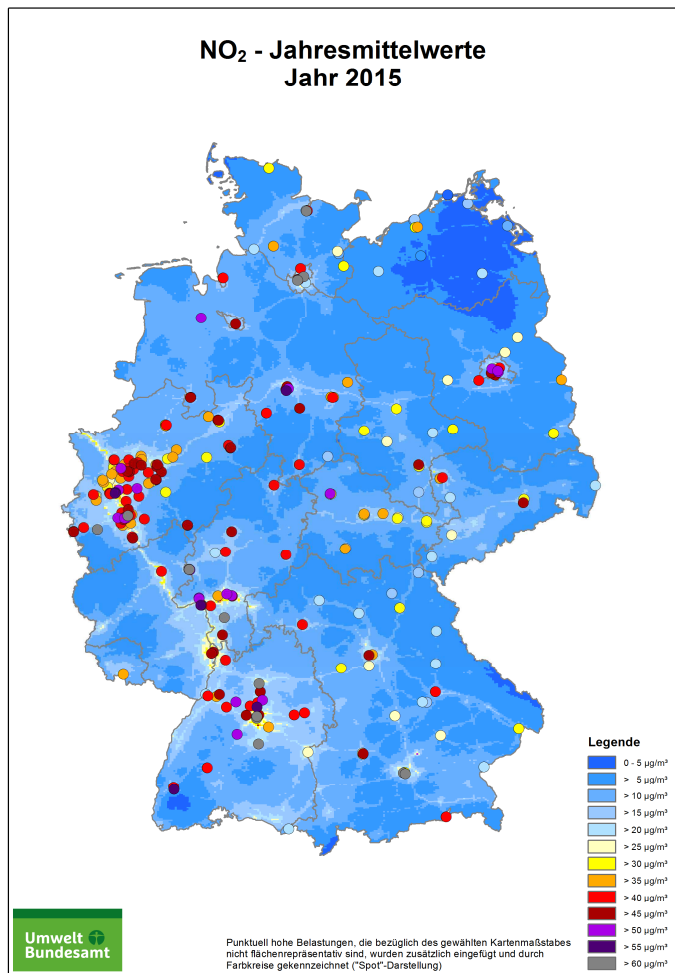 NO₂ - Jahresmittelwerte
Jahr 2015
Legende
0 - 5 µg/m³
> 5 µg/m³
> 10 µg/m³
> 15 µg/m³
> 20 µg/m³
> 25 µg/m³
> 30 µg/m³
> 35 µg/m³
> 40 µg/m³
> 45 µg/m³
> 50 µg/m³
> 55 µg/m³
> 60 µg/m³
Umwelt
Bundesamt
Punktuell hohe Belastungen, die bezüglich des gewählten Kartenmaßstabes
nicht flächenrepräsentativ sind, wurden zusätzlich eingefügt und durch
Farbkreise gekennzeichnet ("Spot"-Darstellung)